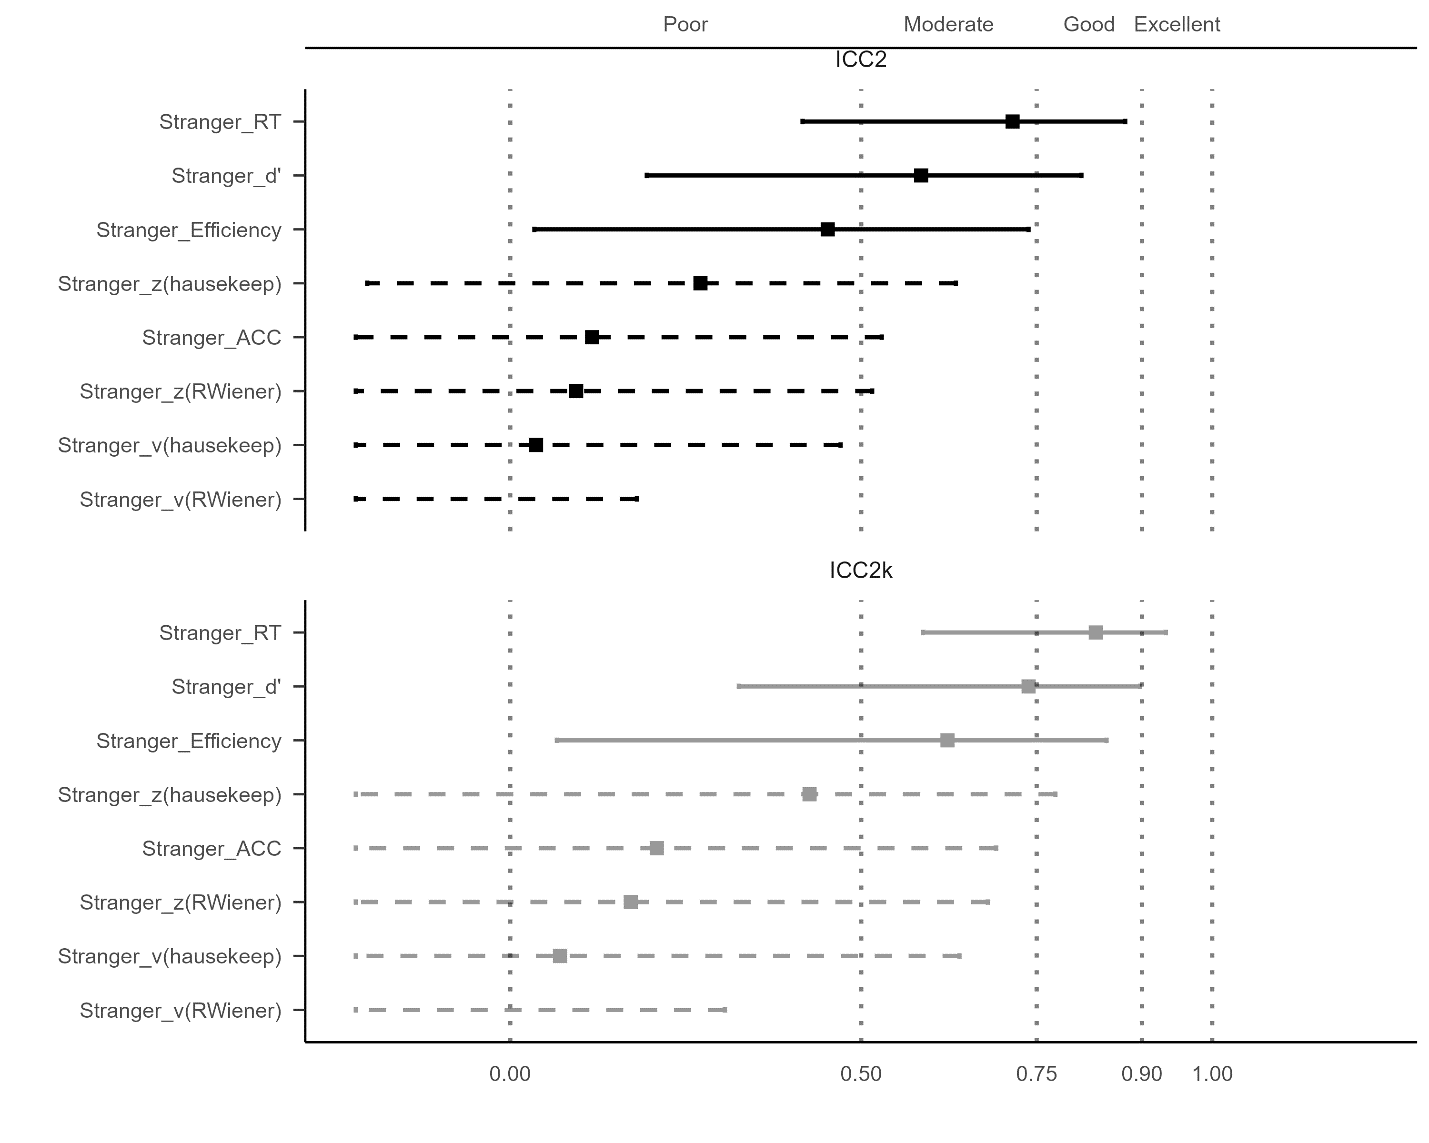 Poor Moderate Good Excellent
ICC2
Stranger_RT
Stranger_d'
Stranger_Efficiency
Stranger_z(hausekeep)
Stranger_ACC
Stranger_z(RWiener)
Stranger_v(hausekeep)
Stranger_v(RWiener)
ICC2k
Stranger_RT
Stranger_d'
Stranger_Efficiency
Stranger_z(hausekeep)
Stranger_ACC
Stranger_z(RWiener)
Stranger_v(hausekeep)
Stranger_v(RWiener)
0.00 0.50 0.75 0.90 1.00